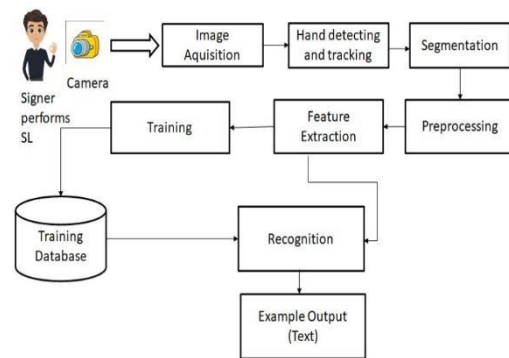 Signer
performs
SL
Camera
Image
Aquisition
Hand detecting
and tracking
Segmentation
Training
Feature
Extraction
Preprocessing
Training
Database
Recognition
Example Output
(Text)